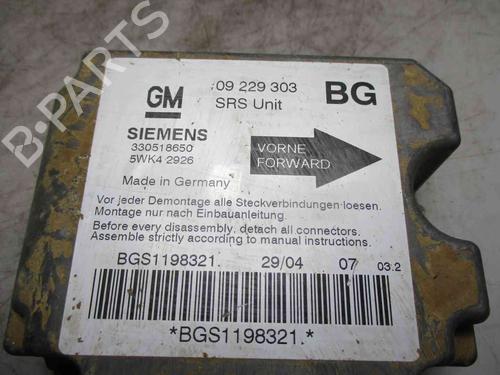 B-PARTS
GM
09 229 303
SRS Unit
BG
SIEMENS
330518650
5WK4 2926
VORNE
FORWARD
Made in Germany
Vor jeder Demontage alle Steckverbindungen loesen.
Montage nur nach Einbauanleitung.
Before every disassembly, detach all connectors.
Assemble strictly according to manual instructions.
BGS1198321. 29/04 07 03.2
*BGS1198321.*